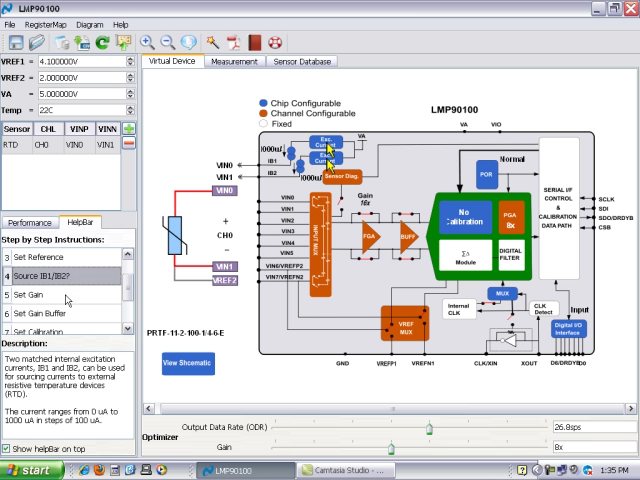 LMP90100
File RegisterMap Diagram Help
VREF1 = 4.100000V
VREF2 = 2.000000V
VA = 5.000000V
Temp = 22C
Sensor CHL VINP VINN
RTD CH0 VIN0 VIN1
Performance HelpBar
Step by Step Instructions:
3 Set Reference
4 Source IB1/IB2?
5 Set Gain
6 Set Gain Buffer
7 Set Calibration
Description:
Two matched internal excitation
currents, IB1 and IB2, can be used
for sourcing currents to external
resistive temperature devices
(RTD).
The current ranges from 0 uA to
1000 uA in steps of 100 uA.
Show helpBar on top
Virtual Device Measurement Sensor Database
Chip Configurable
Channel Configurable
Fixed
LMP90100
VA VIO
Exc.
Current
VA
1000uA
Current
IB1
IB2
1000uA
Sensor Diag.
VIN0
VIN1
VIN0
+
CH0
−
VIN1
VREF2
VIN0
VIN1
VIN2
VIN3
VIN4
VIN5
VIN6/VREFP2
VIN7/VREFN2
INPUT MUX
Gain
16x
FGA
BUFF
Normal
POR
No
Calibration
PGA
8x
Module
DIGITAL
FILTER
SERIAL I/F
CONTROL
&
CALIBRATION
DATA PATH
SCLK
SDI
SDO/DRDYB
CSB
VREF
MUX
Internal
CLK
MUX
CLK
Detect
Input
Digital I/O
Interface
GND VREFP1 VREFN1 CLK/XIN XOUT D6/DRDYB D0
PRTF-11-2-100-1/4-6-E
View Shcematic
Output Data Rate (ODR) 26.8sps
Optimizer
Gain 8x
start LMP90100 Camtasia Studio - ... 1:35 PM